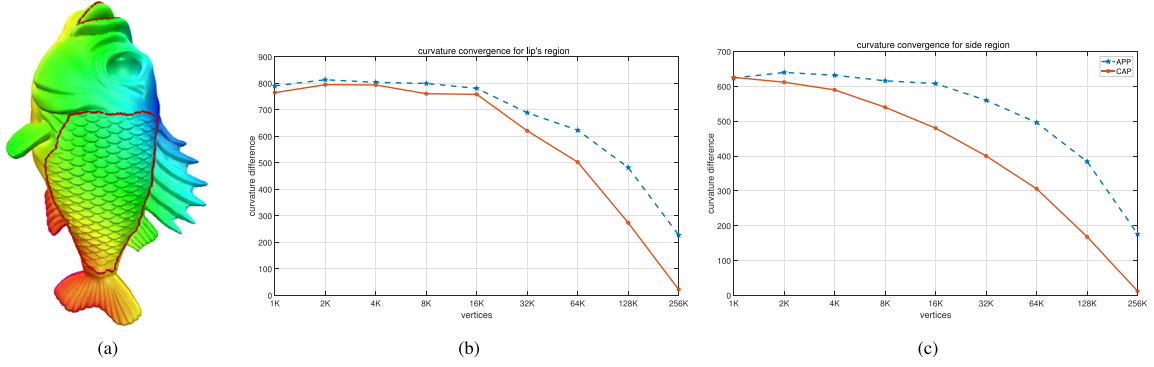 curvature convergence for lip's region
curvature difference
900
800
700
600
500
400
300
200
100
0
1K 2K 4K 8K 16K 32K 64K 128K 256K
vertices
curvature convergence for side region
APP
CAP
curvature difference
700
600
500
400
300
200
100
0
1K 2K 4K 8K 16K 32K 64K 128K 256K
vertices
(a) (b) (c)